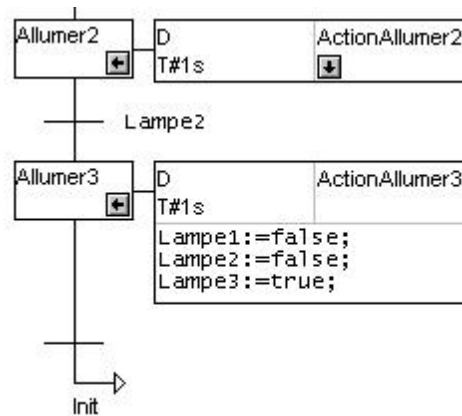 Allumer2
D
ActionAllumer2
T#1s
Lampe2
Allumer3
D
ActionAllumer3
T#1s
Lampe1:=false;
Lampe2:=false;
Lampe3:=true;
Init